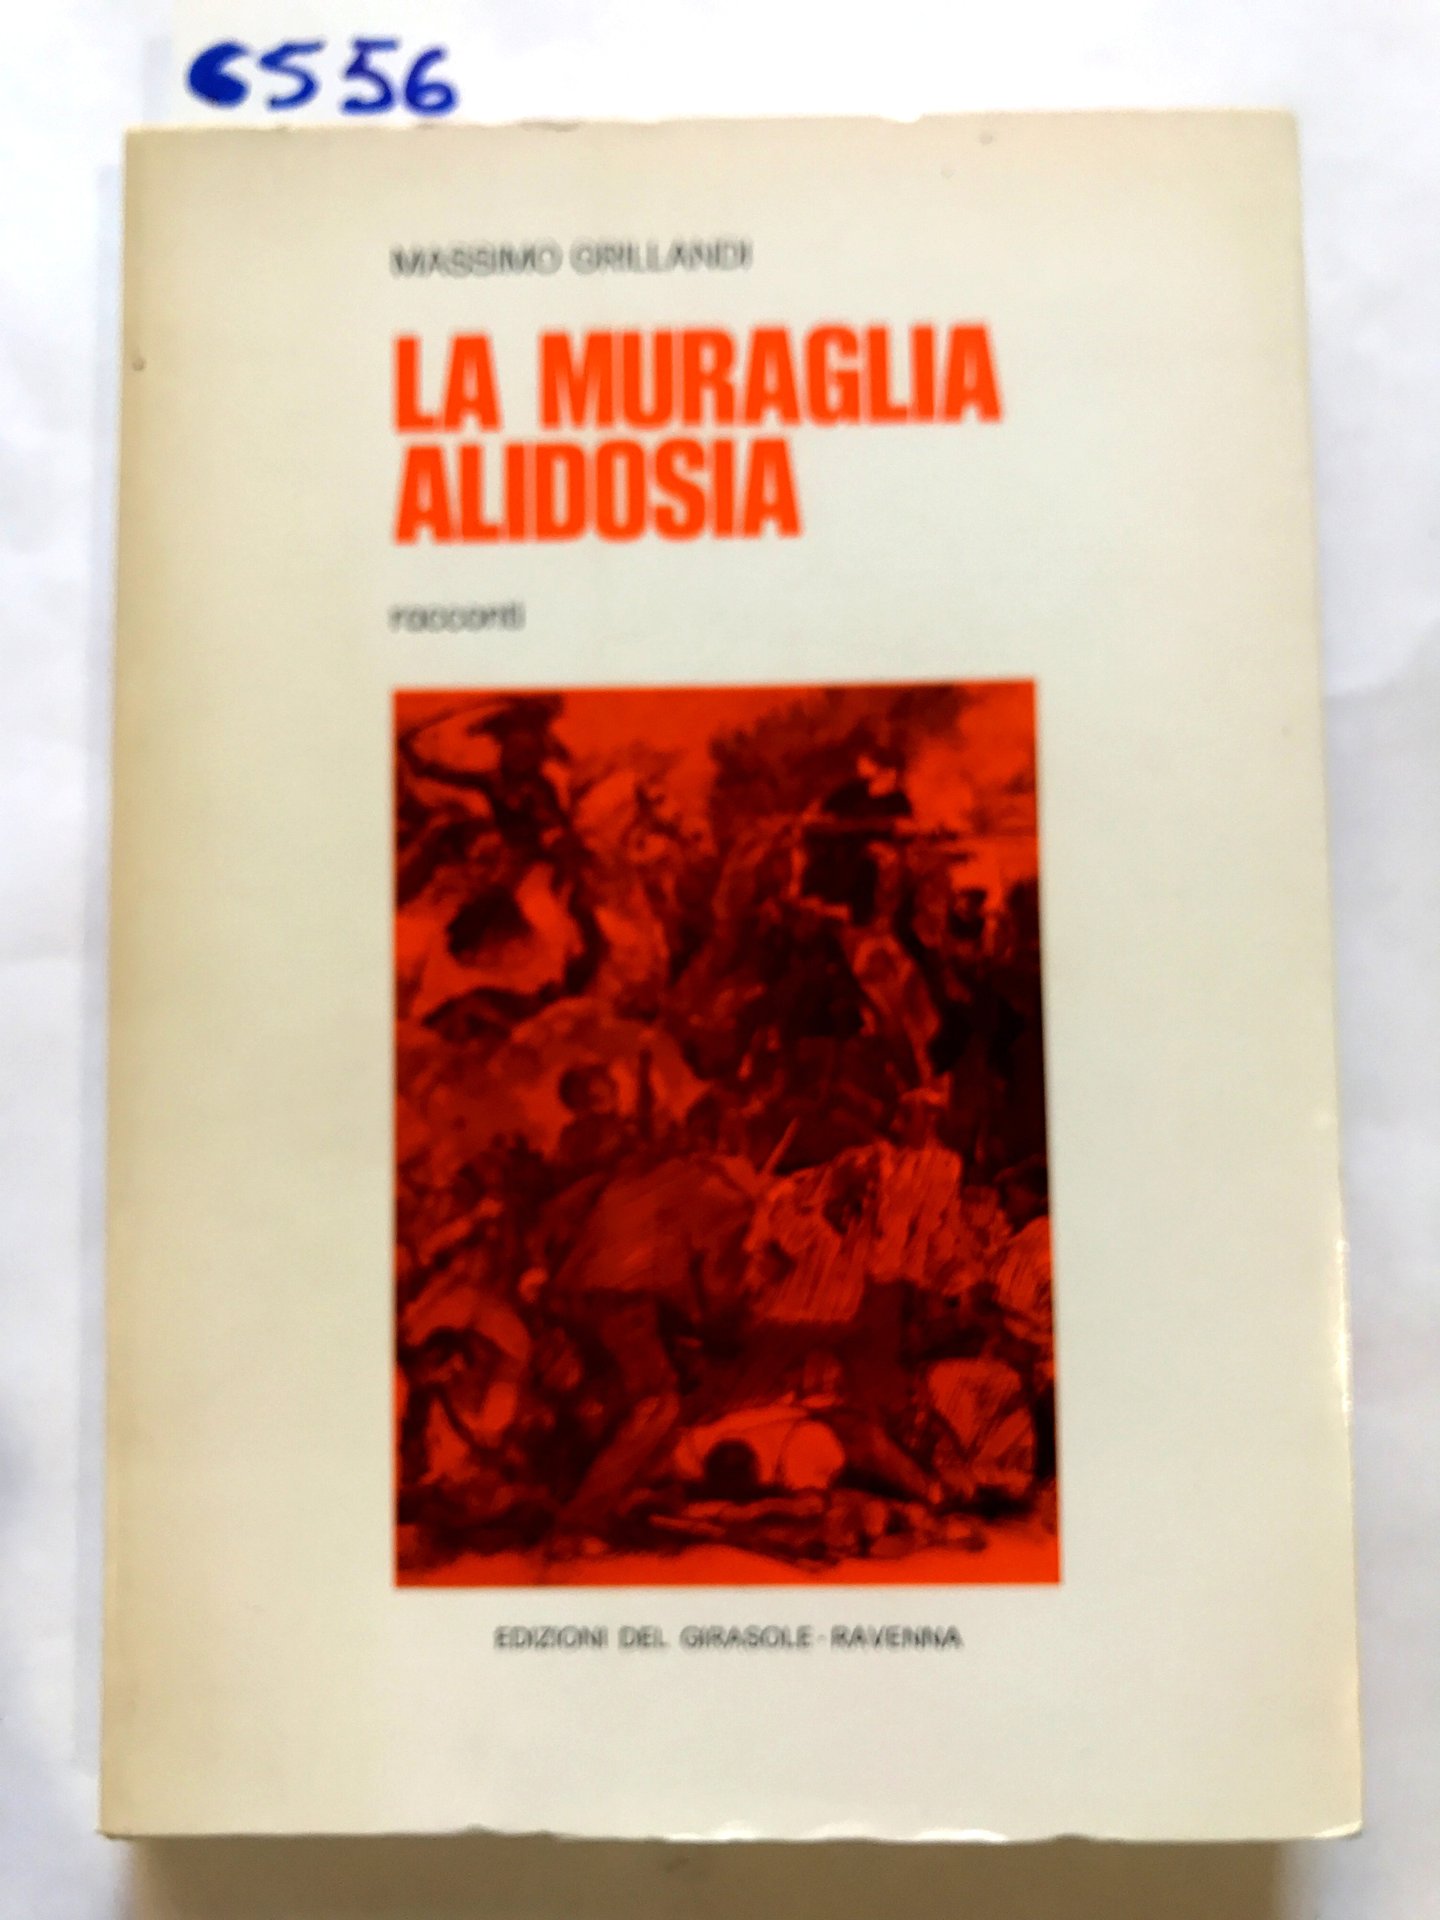 6556
MASSIMO GRILLANDI
LA MURAGLIA
ALIDOSIA
racconti
EDIZIONI DEL GIRASOLE - RAVENNA